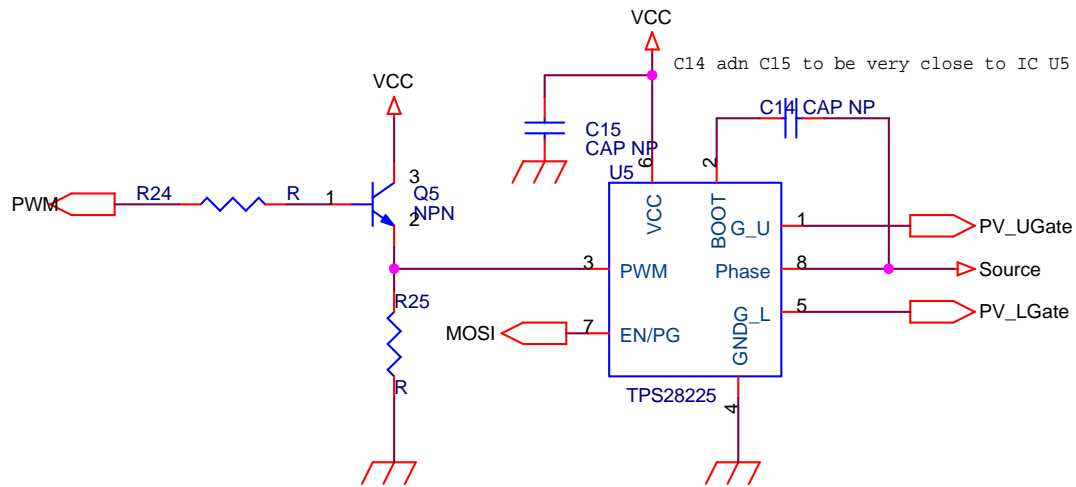 VCC
C14 adn C15 to be very close to IC U5
VCC
C14 CAP NP
C15
CAP NP
6
2
U5
R24
R
1
3
Q5
NPN
2
PWM
VCC
BOOT
G_U
1
PV_UGate
3
PWM
Phase
8
Source
R25
G_L
5
PV_LGate
MOSI
7
EN/PG
GND
R
TPS28225
4